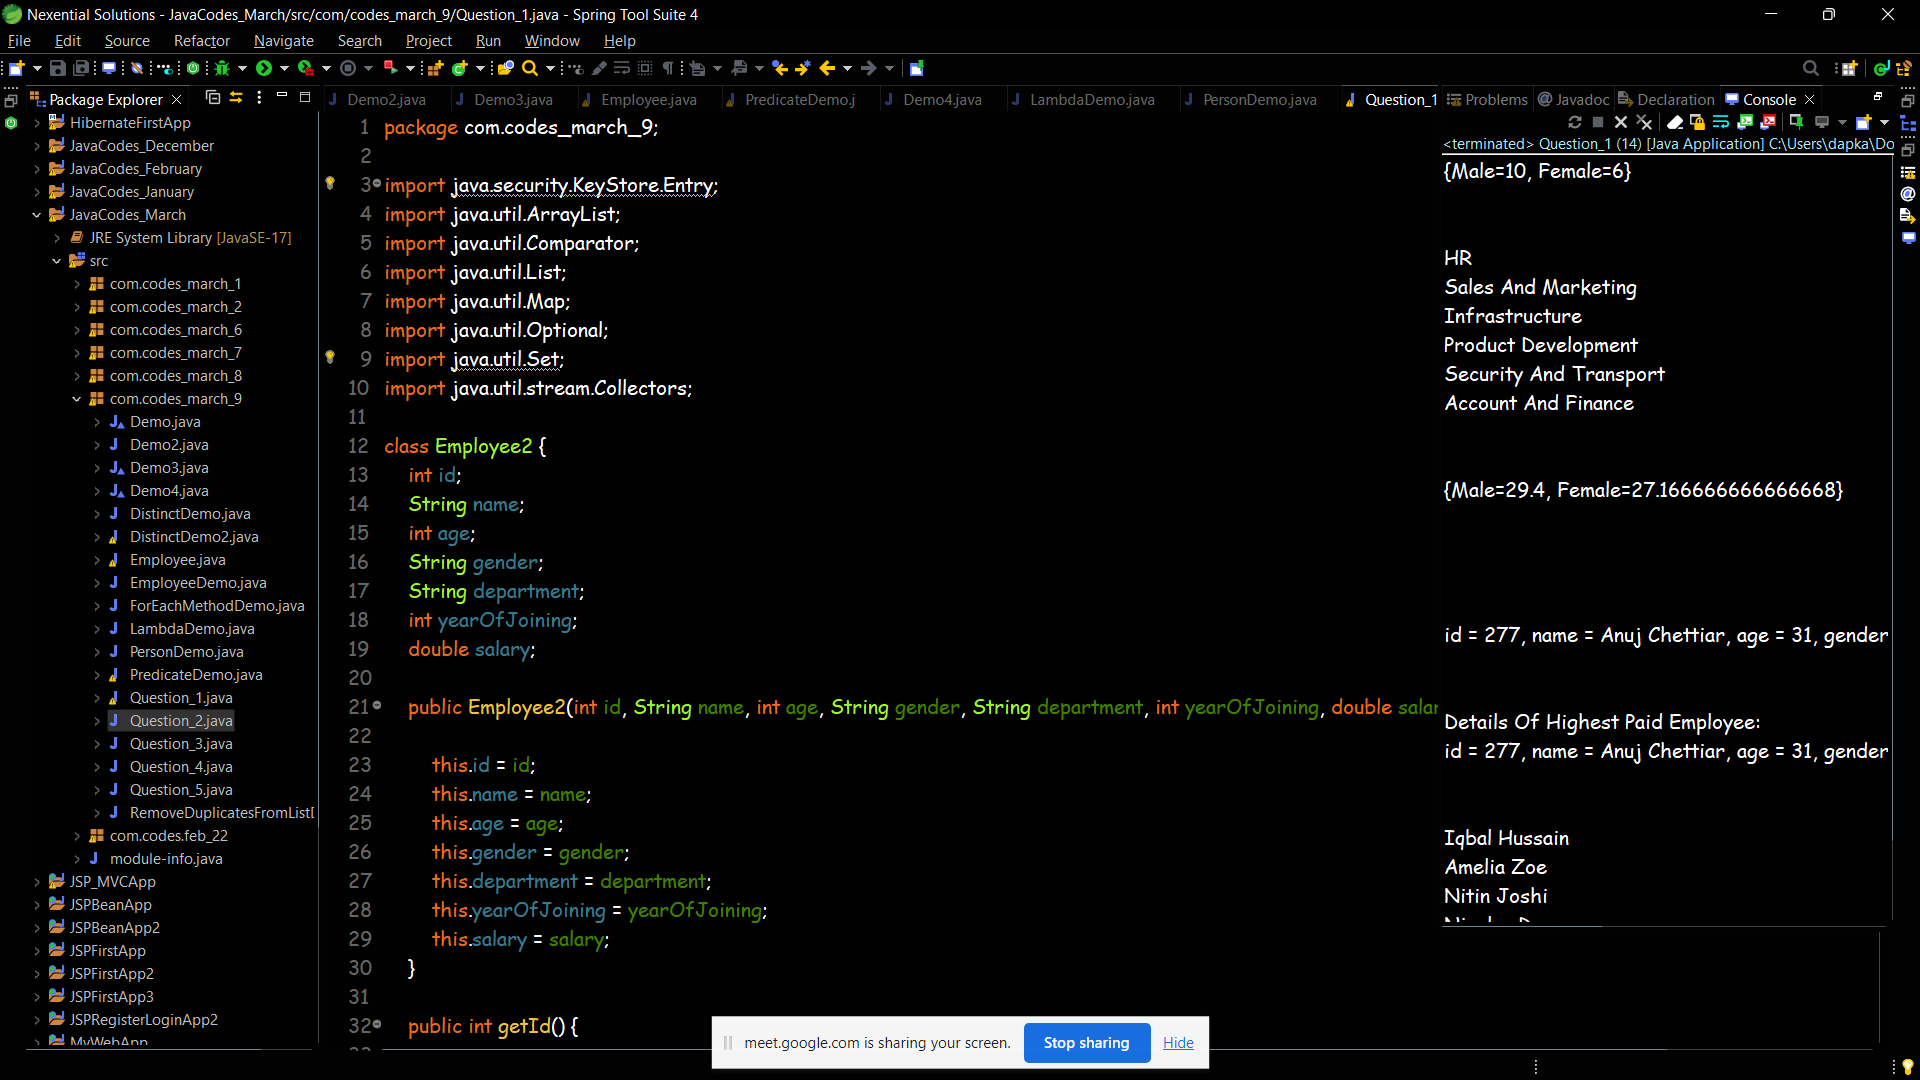 Nexential Solutions - JavaCodes_March/src/com/codes_march_9/Question_1.java - Spring Tool Suite 4
File Edit Source Refactor Navigate Search Project Run Window Help
Package Explorer
HibernateFirstApp
JavaCodes_December
JavaCodes_February
JavaCodes_January
JavaCodes_March
JRE System Library [JavaSE-17]
src
com.codes_march_1
com.codes_march_2
com.codes_march_6
com.codes_march_7
com.codes_march_8
com.codes_march_9
Demo.java
Demo2.java
Demo3.java
Demo4.java
DistinctDemo.java
DistinctDemo2.java
Employee.java
EmployeeDemo.java
ForEachMethodDemo.java
LambdaDemo.java
PersonDemo.java
PredicateDemo.java
Question_1.java
Question_2.java
Question_3.java
Question_4.java
Question_5.java
RemoveDuplicatesFromList
com.codes.feb_22
module-info.java
JSP_MVCApp
JSPBeanApp
JSPBeanApp2
JSPFirstApp
JSPFirstApp2
JSPFirstApp3
JSPRegisterLoginApp2
MyWebApp
Demo2.java Demo3.java Employee.java PredicateDemo.j Demo4.java LambdaDemo.java PersonDemo.java Question_1
1 package com.codes_march_9;
2
3 import java.security.KeyStore.Entry;
4 import java.util.ArrayList;
5 import java.util.Comparator;
6 import java.util.List;
7 import java.util.Map;
8 import java.util.Optional;
9 import java.util.Set;
10 import java.util.stream.Collectors;
11
12 class Employee2 {
13 int id;
14 String name;
15 int age;
16 String gender;
17 String department;
18 int yearOfJoining;
19 double salary;
20
21 public Employee2(int id, String name, int age, String gender, String department, int yearOfJoining, double salar
22
23 this.id = id;
24 this.name = name;
25 this.age = age;
26 this.gender = gender;
27 this.department = department;
28 this.yearOfJoining = yearOfJoining;
29 this.salary = salary;
30 }
31
32 public int getId() {
Problems Javadoc Declaration Console
<terminated> Question_1 (14) [Java Application] C:\Users\dapka\Do
{Male=10, Female=6}
HR
Sales And Marketing
Infrastructure
Product Development
Security And Transport
Account And Finance
{Male=29.4, Female=27.166666666666668}
id = 277, name = Anuj Chettiar, age = 31, gender
Details Of Highest Paid Employee:
id = 277, name = Anuj Chettiar, age = 31, gender
Iqbal Hussain
Amelia Zoe
Nitin Joshi
meet.google.com is sharing your screen. Stop sharing Hide